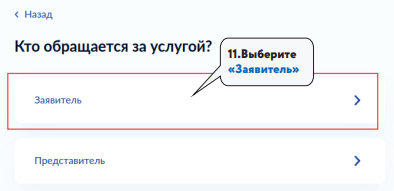 Назад
Кто обращается за услугой?
11.Выберите
«Заявитель»
Заявитель
Представитель